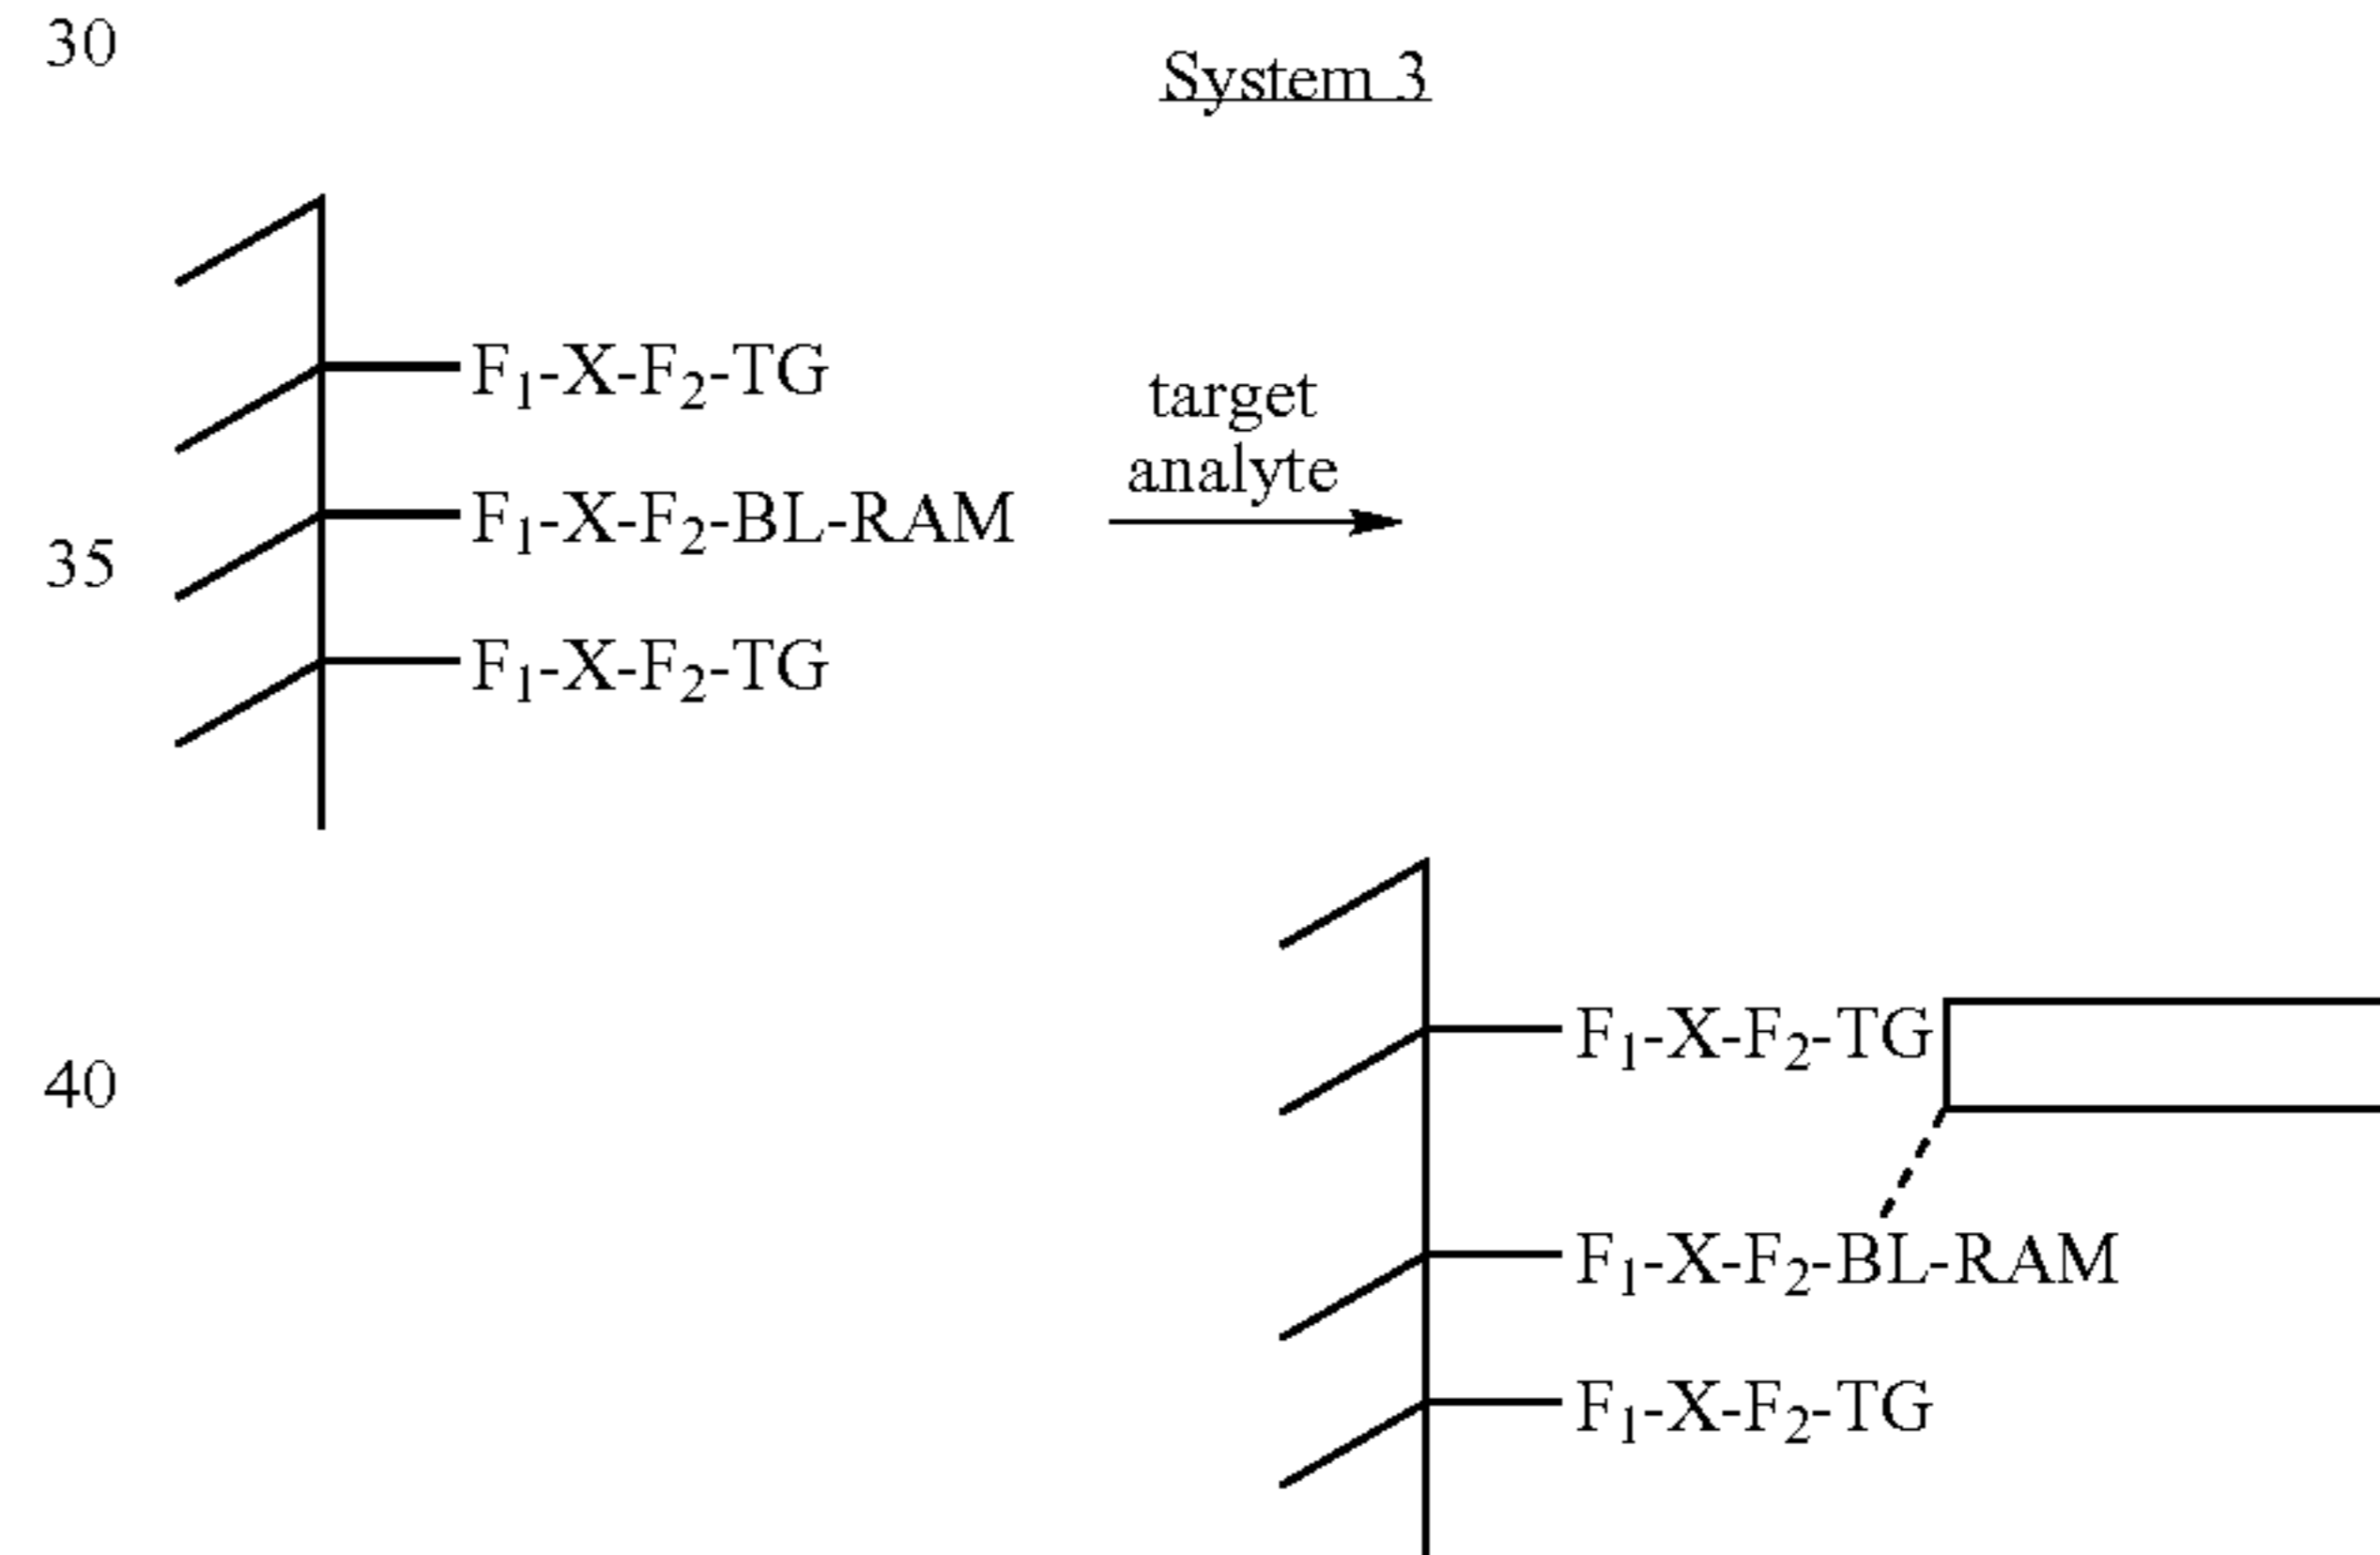 30
System 3
F1-X-F2-TG
target
analyte
F1-X-F2-BL-RAM
35
F1-X-F2-TG
F1-X-F2-TG
40
F1-X-F2-BL-RAM
F1-X-F2-TG